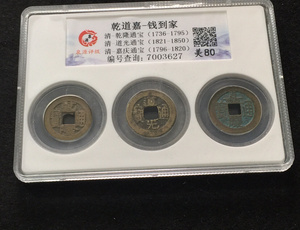 乾道嘉-钱到家
清 乾隆通宝（1736-1795）
清 道光通宝（1821-1850）
清 嘉庆通宝（1796-1820）
编号查询：7003627
美80